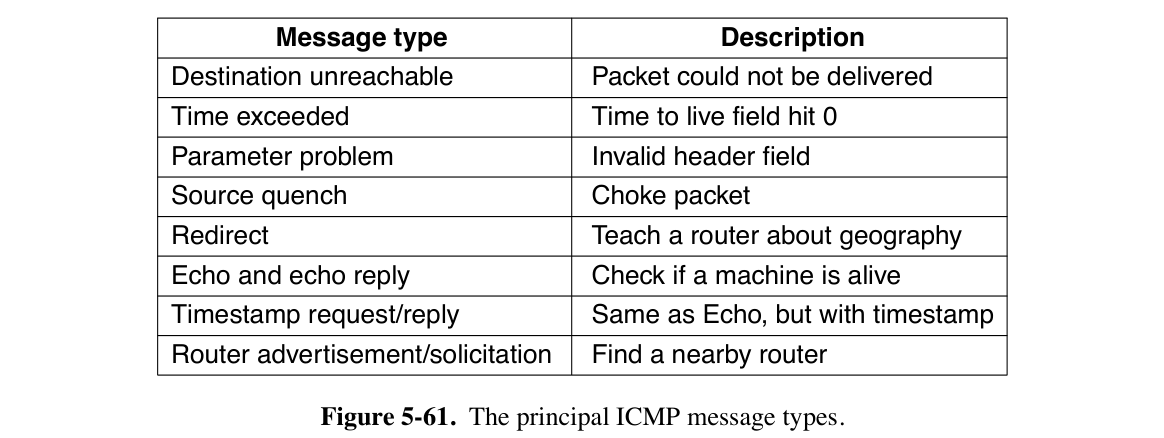 Message type Description
Destination unreachable Packet could not be delivered
Time exceeded Time to live field hit 0
Parameter problem Invalid header field
Source quench Choke packet
Redirect Teach a router about geography
Echo and echo reply Check if a machine is alive
Timestamp request/reply Same as Echo, but with timestamp
Router advertisement/solicitation Find a nearby router
Figure 5-61. The principal ICMP message types.